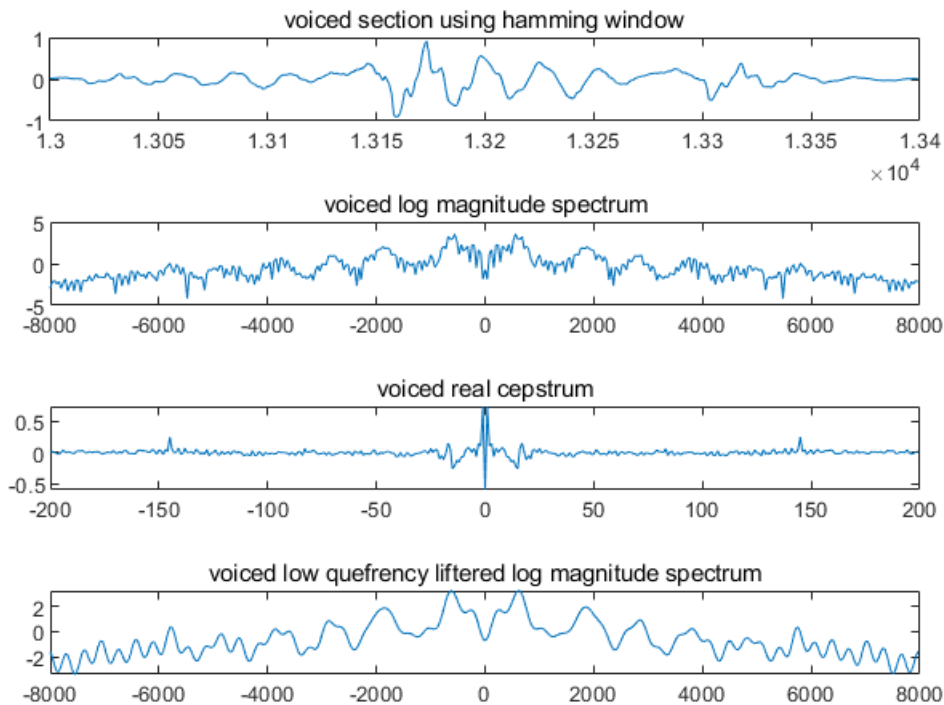 voiced section using hamming window
1
0
-1
1.3 1.305 1.31 1.315 1.32 1.325 1.33 1.335 1.34
×10⁴
voiced log magnitude spectrum
5
0
-5
-8000 -6000 -4000 -2000 0 2000 4000 6000 8000
voiced real cepstrum
0.5
0
-0.5
-200 -150 -100 -50 0 50 100 150 200
voiced low quefrency liftered log magnitude spectrum
2
0
-2
-8000 -6000 -4000 -2000 0 2000 4000 6000 8000